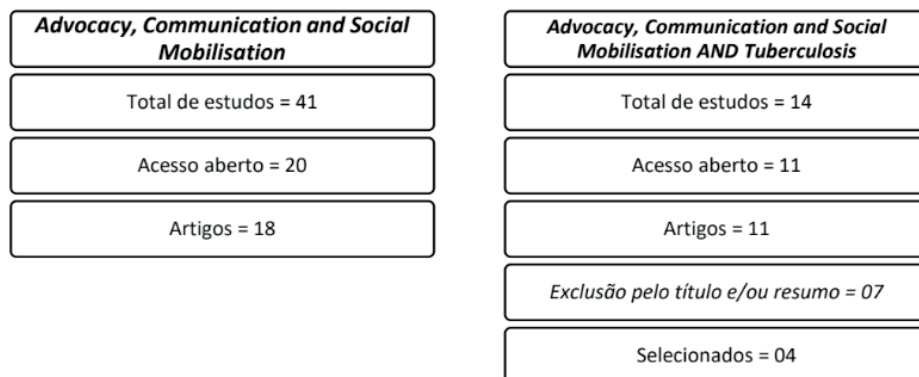 Advocacy, Communication and Social
Mobilisation
Total de estudos = 41
Acesso aberto = 20
Artigos = 18
Advocacy, Communication and Social
Mobilisation AND Tuberculosis
Total de estudos = 14
Acesso aberto = 11
Artigos = 11
Exclusão pelo título e/ou resumo = 07
Selecionados = 04